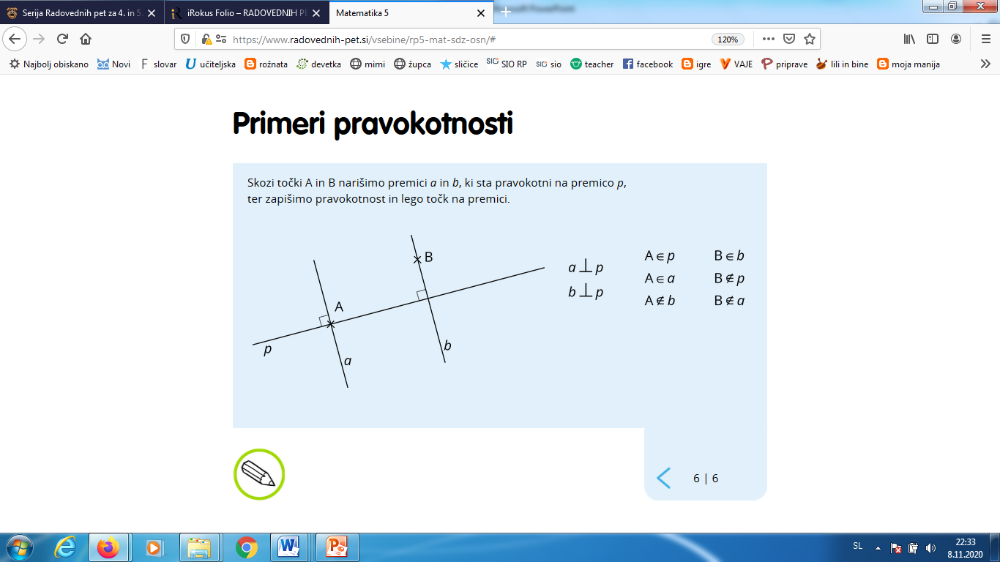 Serija Radovednih pet za 4. in 5.
iRokus Folio – RADOVEDNIH PE
Matematika 5
https://www.radovednih-pet.si/vsebine/rp5-mat-sdz-osn/#
120%
Najbolj obiskano
Novi
F slovar
učiteljska
rožnata
devetka
mimi
župca
sličice
SIO SIO RP
SIO sio
teacher
facebook
igre
VAJE
priprave
lili in bine
moja manija
Primeri pravokotnosti
Skozi točki A in B narišimo premici a in b, ki sta pravokotni na premico p,
ter zapišimo pravokotnost in lego točk na premici.
B
A
p
a
b
a ⊥ p
b ⊥ p
A ∈ p
A ∈ a
A ∉ b
B ∈ b
B ∉ p
B ∉ a
6 | 6
SL
22:33
8.11.2020